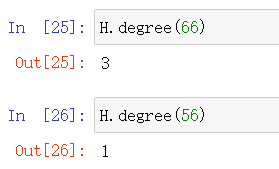 In [25]: H.degree(66)
Out[25]: 3
In [26]: H.degree(56)
Out[26]: 1